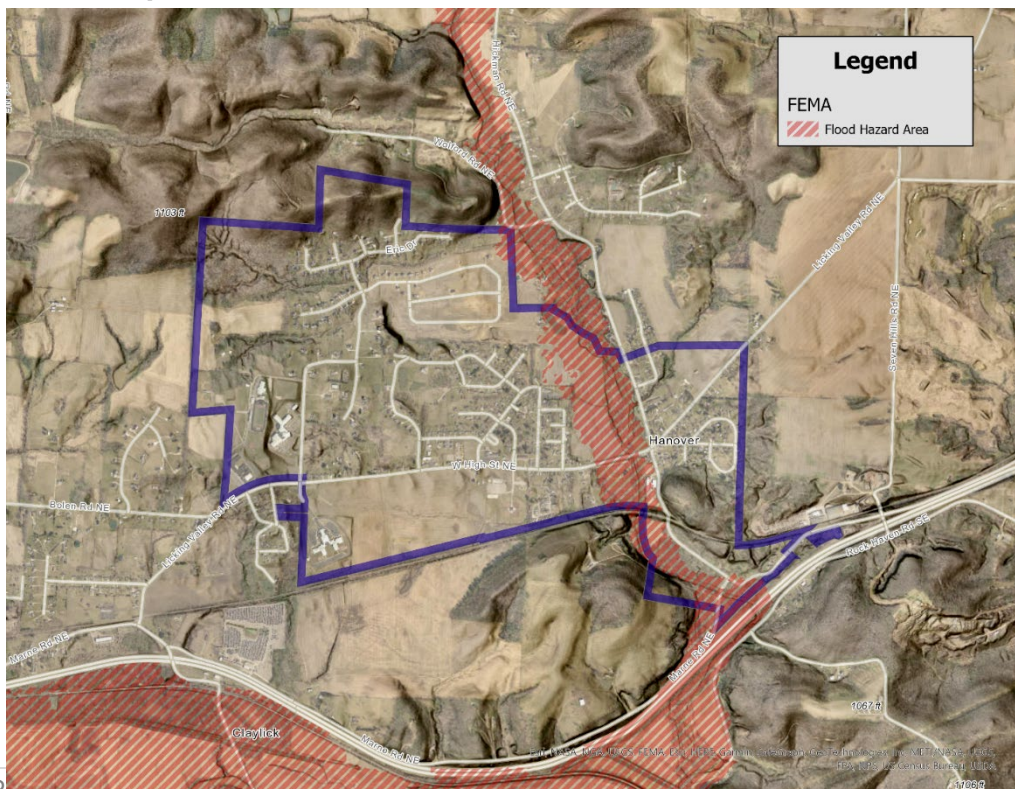 Legend
FEMA
Flood Hazard Area
Hickman Rd NE
Wolford Rd NE
1103 ft
Licking Valley Rd NE
Eric Dr
Seven Hills Rd NE
Hanover
W High St NE
Bolen Rd NE
Licking Valley Rd NE
Rock Haven Rd SE
Marne Rd NE
Marne Rd NE
1067 ft
Claylick
Marne Rd NE
1106 ft